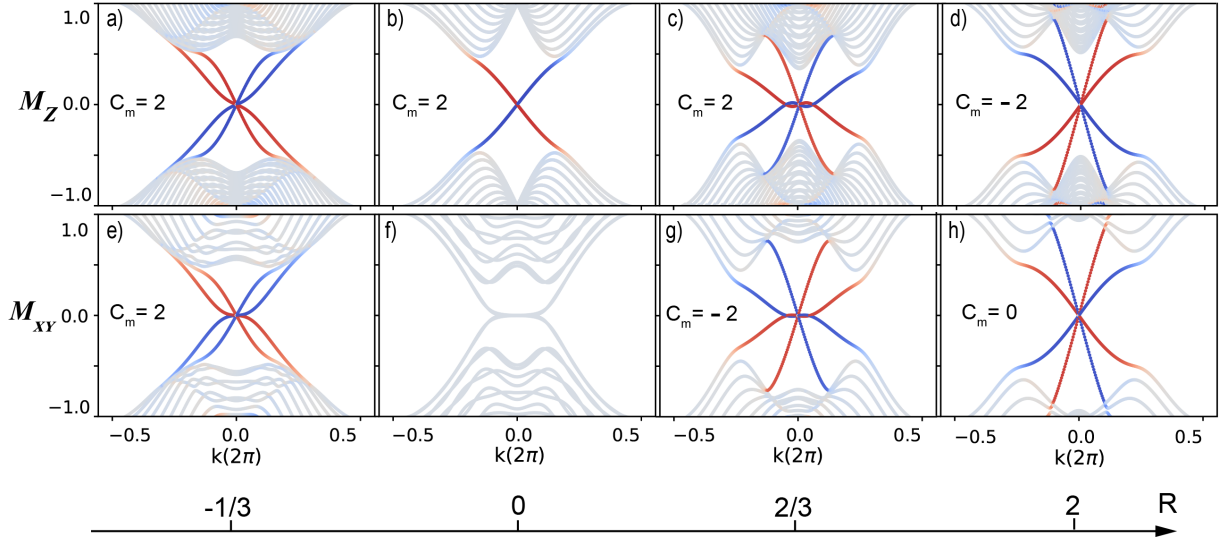 a) b) c) d)
0.5
M_Z 0.0 C_m = 2 C_m = 2 C_m = 2 C_m = -2
-1.0
1.0 e) f) g) h)
0.5
M_XY 0.0 C_m = 2 C_m = -2 C_m = 0
-1.0
-0.5 0.0 0.5 -0.5 0.0 0.5 -0.5 0.0 0.5 -0.5 0.0 0.5
k(2π) k(2π) k(2π) k(2π)
-1/3 0 2/3 2 R